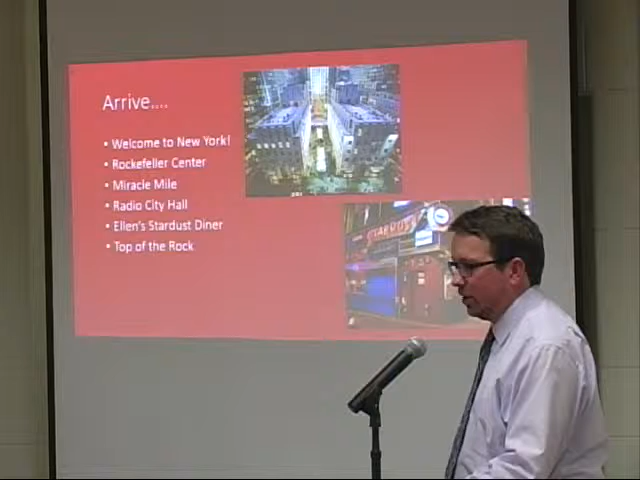 Arrive....
• Welcome to New York!
• Rockefeller Center
• Miracle Mile
• Radio City Hall
• Ellen's Stardust Diner
• Top of the Rock
STARDUST